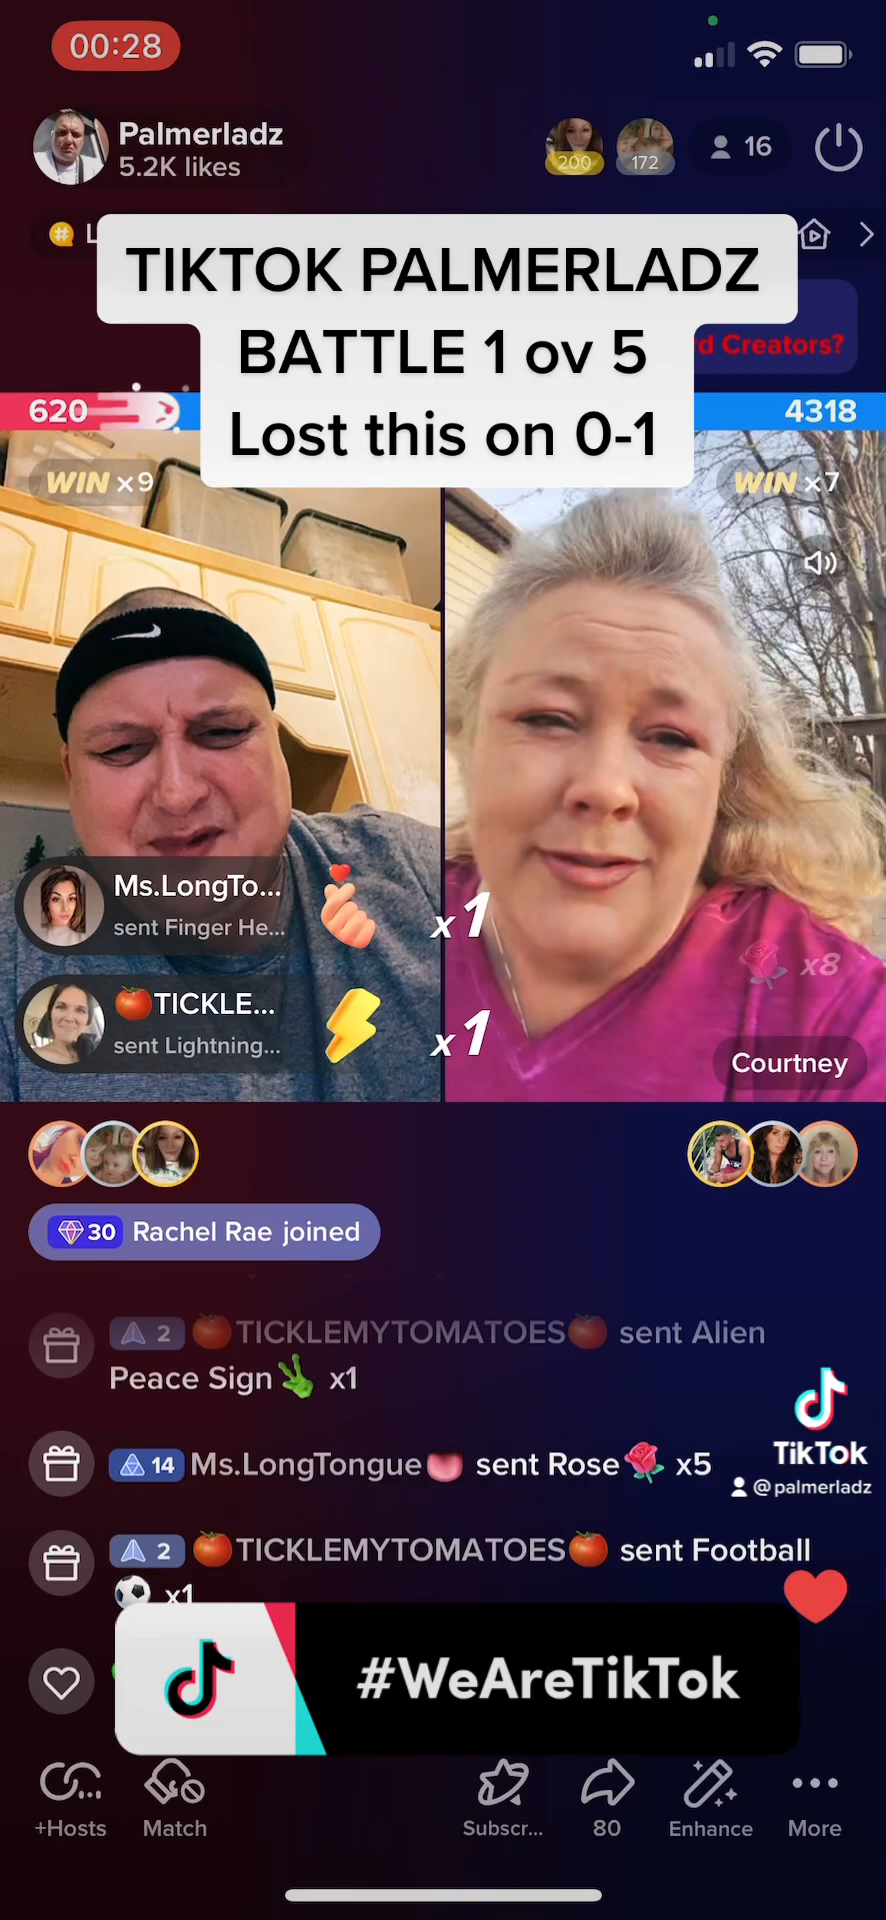 00:28
Palmerladz
5.2K likes
200
172
16
L
TIKTOK PALMERLADZ
BATTLE 1 ov 5
Lost this on 0-1
d Creators?
620
4318
WIN x9
WIN x7
Ms.LongTo...
sent Finger He...
x1
🍅TICKLE...
sent Lightning...
x1
x8
Courtney
30 Rachel Rae joined
2 🍅TICKLEMYTOMATOES🍅 sent Alien
Peace Sign x1
14 Ms.LongTongue👅 sent Rose🌹 x5
TikTok
@palmerladz
2 🍅TICKLEMYTOMATOES🍅 sent Football
⚽ x1
#WeAreTikTok
+Hosts
Match
Subscr...
80
Enhance
More